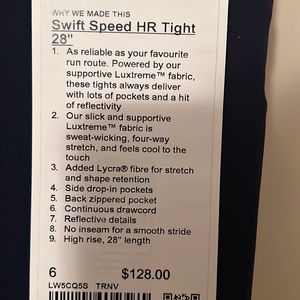 WHY WE MADE THIS
Swift Speed HR Tight
28"
1. As reliable as your favourite
run route. Powered by our
supportive Luxtreme™ fabric,
these tights always deliver
with lots of pockets and a hit
of reflectivity
2. Our slick and supportive
Luxtreme™ fabric is
sweat-wicking, four-way
stretch, and feels cool to the
touch
3. Added Lycra® fibre for stretch
and shape retention
4. Side drop-in pockets
5. Back zippered pocket
6. Continuous drawcord
7. Reflective details
8. No inseam for a smooth stride
9. High rise, 28" length
6 $128.00
LW5CQ5S TRNV